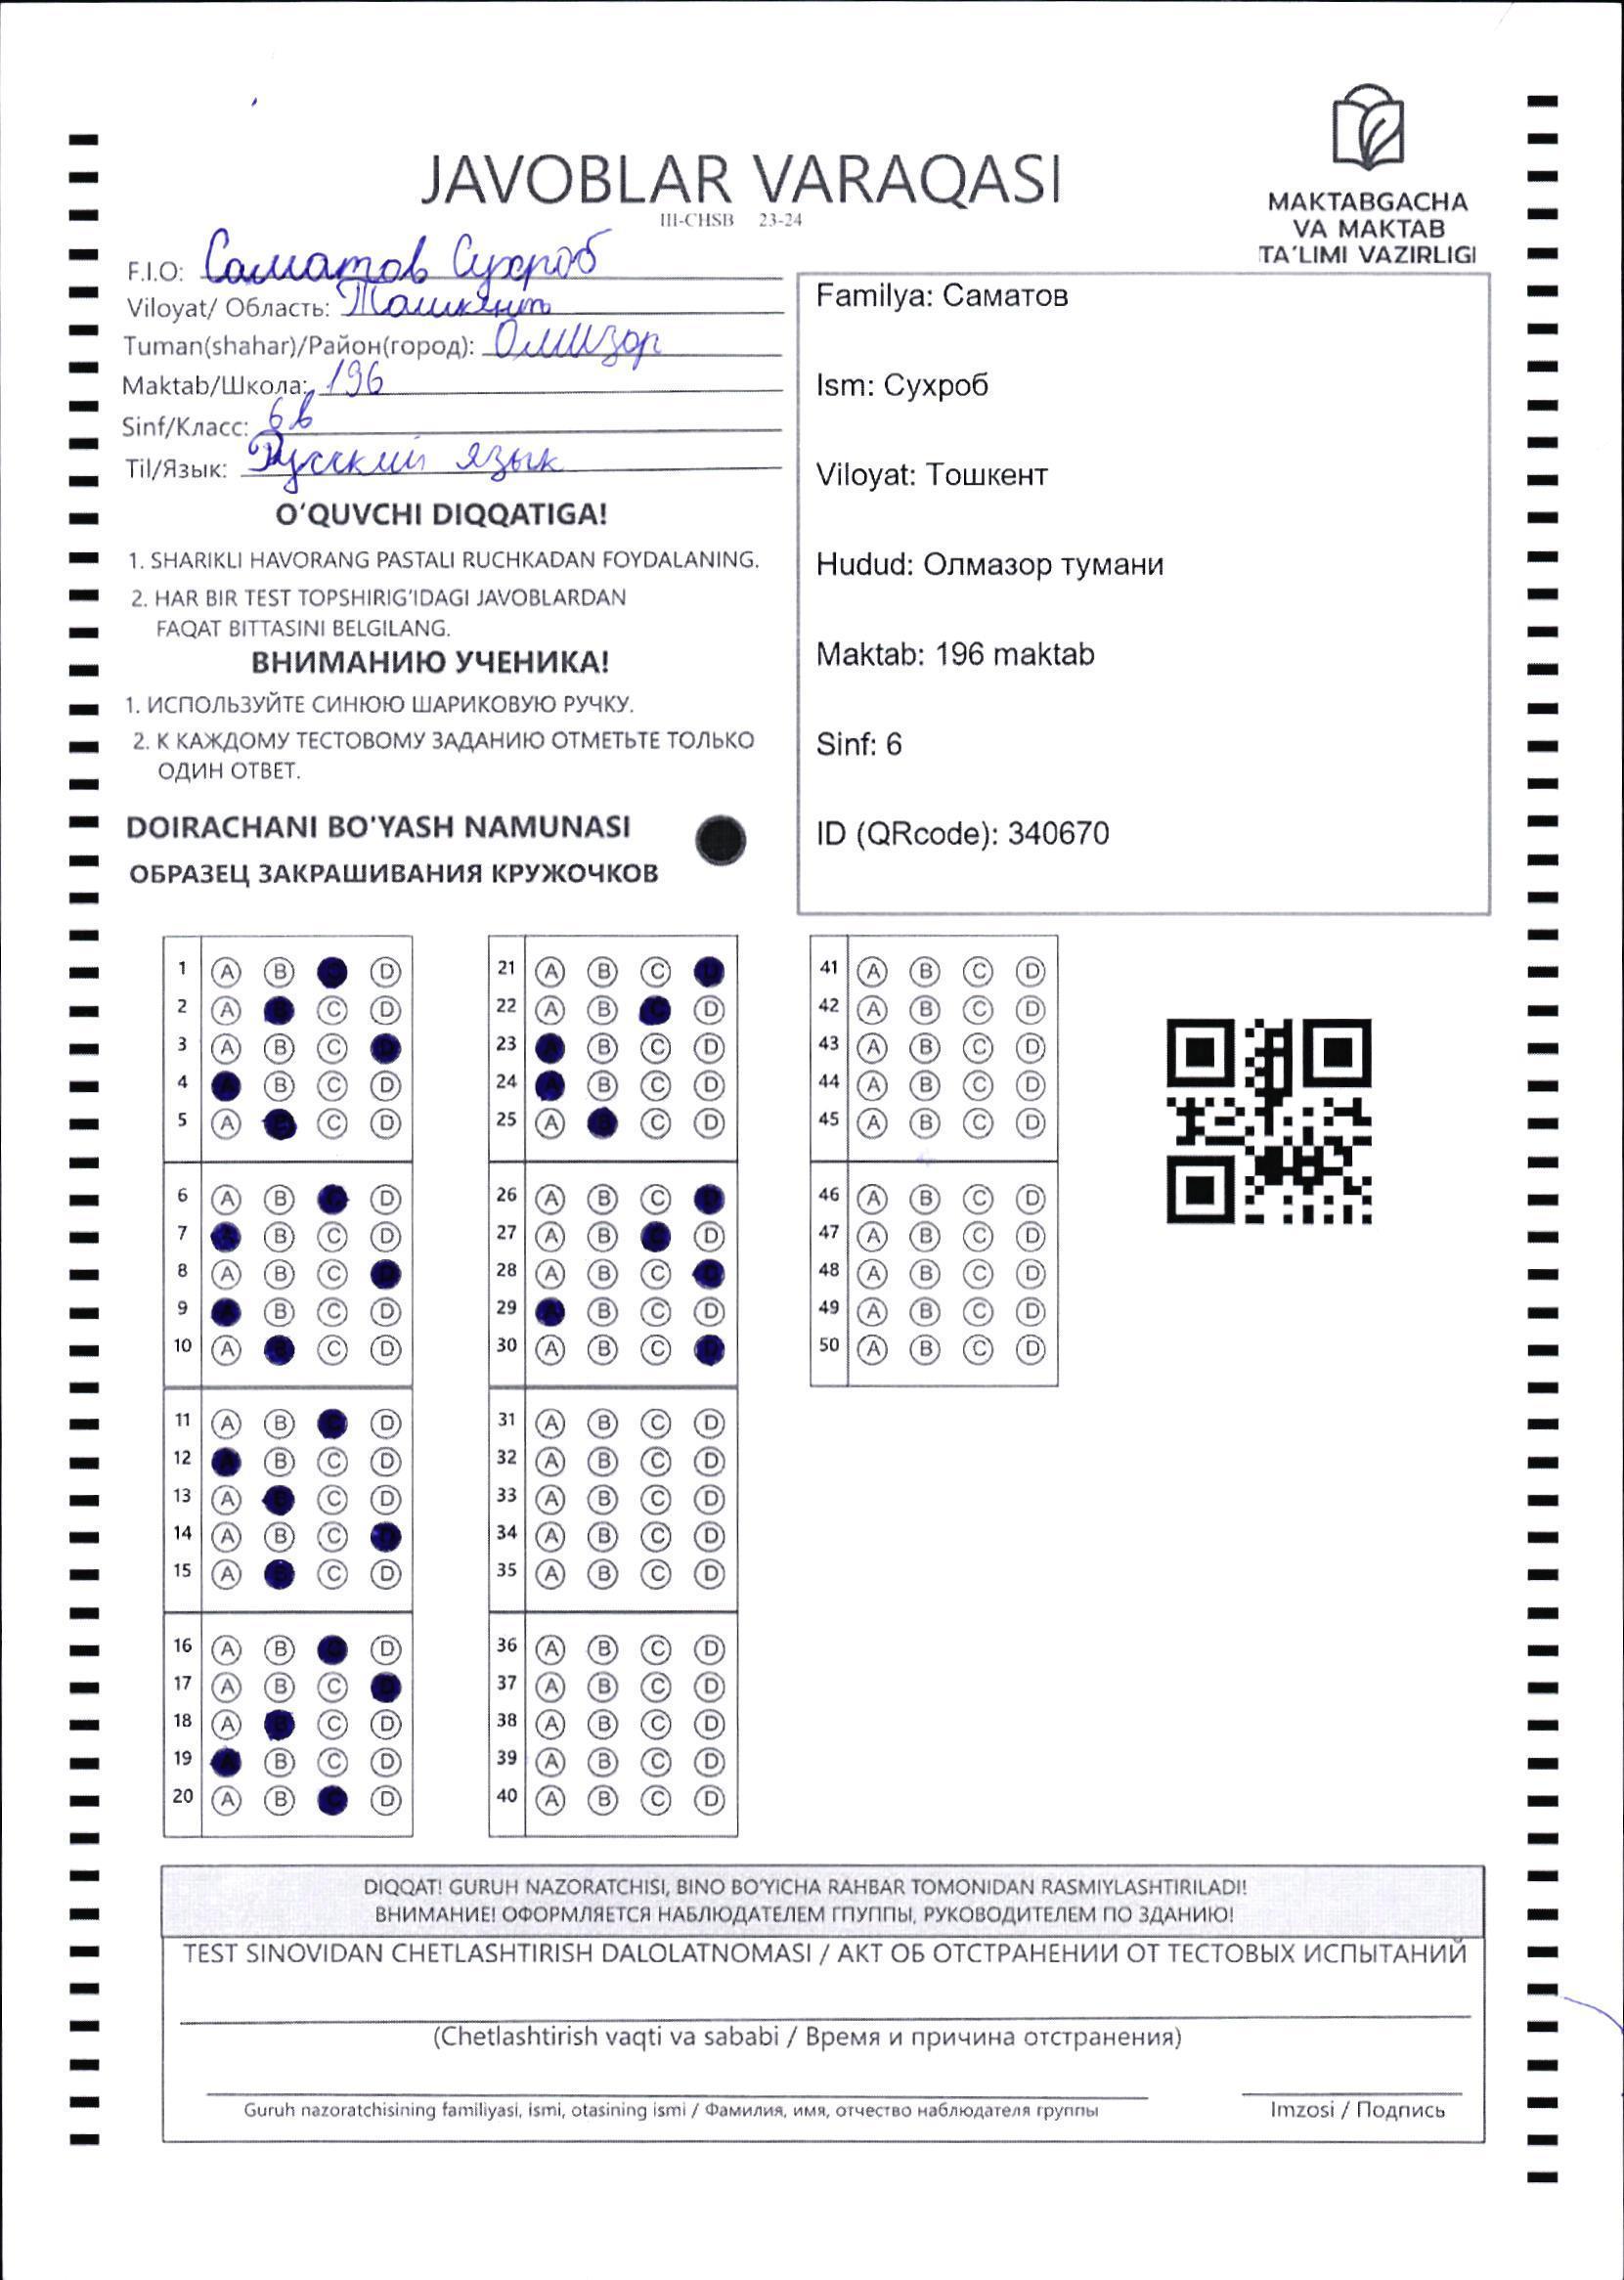 JAVOBLAR VARAQASI
III-CHSB 23-24
MAKTABGACHA
VA MAKTAB
TA'LIMI VAZIRLIGI
F.I.O: Саматов Сухроб
Viloyat/ Область: Ташкент
Tuman(shahar)/Район(город): Олмазор
Maktab/Школа: 196
Sinf/Класс: 6в
Til/Язык: Русский язык
O'QUVCHI DIQQATIGA!
1. SHARIKLI HAVORANG PASTALI RUCHKADAN FOYDALANING.
2. HAR BIR TEST TOPSHIRIG'IDAGI JAVOBLARDAN
FAQAT BITTASINI BELGILANG.
ВНИМАНИЮ УЧЕНИКА!
1. ИСПОЛЬЗУЙТЕ СИНЮЮ ШАРИКОВУЮ РУЧКУ.
2. К КАЖДОМУ ТЕСТОВОМУ ЗАДАНИЮ ОТМЕТЬТЕ ТОЛЬКО
ОДИН ОТВЕТ.
DOIRACHANI BO'YASH NAMUNASI
ОБРАЗЕЦ ЗАКРАШИВАНИЯ КРУЖОЧКОВ
Familya: Саматов
Ism: Сухроб
Viloyat: Тошкент
Hudud: Олмазор тумани
Maktab: 196 maktab
Sinf: 6
ID (QRcode): 340670
1 A B C D
2 A B C D
3 A B C D
4 A B C D
5 A B C D
6 A B C D
7 A B C D
8 A B C D
9 A B C D
10 A B C D
11 A B C D
12 A B C D
13 A B C D
14 A B C D
15 A B C D
16 A B C D
17 A B C D
18 A B C D
19 A B C D
20 A B C D
21 A B C D
22 A B C D
23 A B C D
24 A B C D
25 A B C D
26 A B C D
27 A B C D
28 A B C D
29 A B C D
30 A B C D
31 A B C D
32 A B C D
33 A B C D
34 A B C D
35 A B C D
36 A B C D
37 A B C D
38 A B C D
39 A B C D
40 A B C D
41 A B C D
42 A B C D
43 A B C D
44 A B C D
45 A B C D
46 A B C D
47 A B C D
48 A B C D
49 A B C D
50 A B C D
DIQQAT! GURUH NAZORATCHISI, BINO BO'YICHA RAHBAR TOMONIDAN RASMIYLASHTIRILADI!
ВНИМАНИЕ! ОФОРМЛЯЕТСЯ НАБЛЮДАТЕЛЕМ ГПУППЫ, РУКОВОДИТЕЛЕМ ПО ЗДАНИЮ!
TEST SINOVIDAN CHETLASHTIRISH DALOLATNOMASI / АКТ ОБ ОТСТРАНЕНИИ ОТ ТЕСТОВЫХ ИСПЫТАНИЙ
(Chetlashtirish vaqti va sababi / Время и причина отстранения)
Guruh nazoratchisining familiyasi, ismi, otasining ismi / Фамилия, имя, отчество наблюдателя группы
Imzosi / Подпись